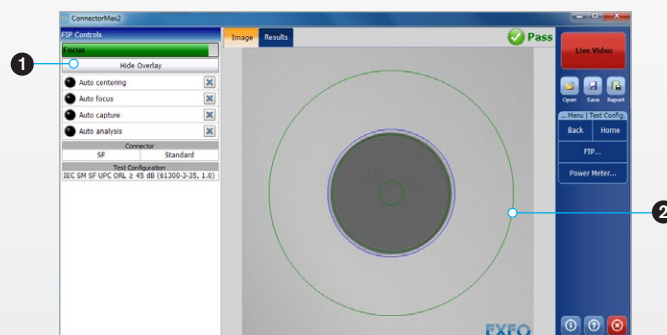 ConnectorMax2
FIP Controls
Focus
Hide Overlay
Auto centering
Auto focus
Auto capture
Auto analysis
Connector
SF Standard
Test Configuration
IEC SM SF UPC ORL ≥ 45 dB (61300-3-35, 1.0)
Image Results
Pass
EXFO
Live Video
Open Save Report
... Menu | Test Config.
Back Home
FIP...
Power Meter...
1
2